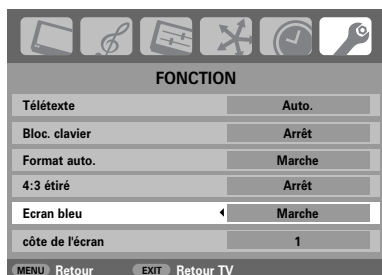 FONCTION
Télétexte Auto.
Bloc. clavier Arrêt
Format auto. Marche
4:3 étiré Arrêt
Ecran bleu Marche
côte de l'écran 1
MENU Retour EXIT Retour TV